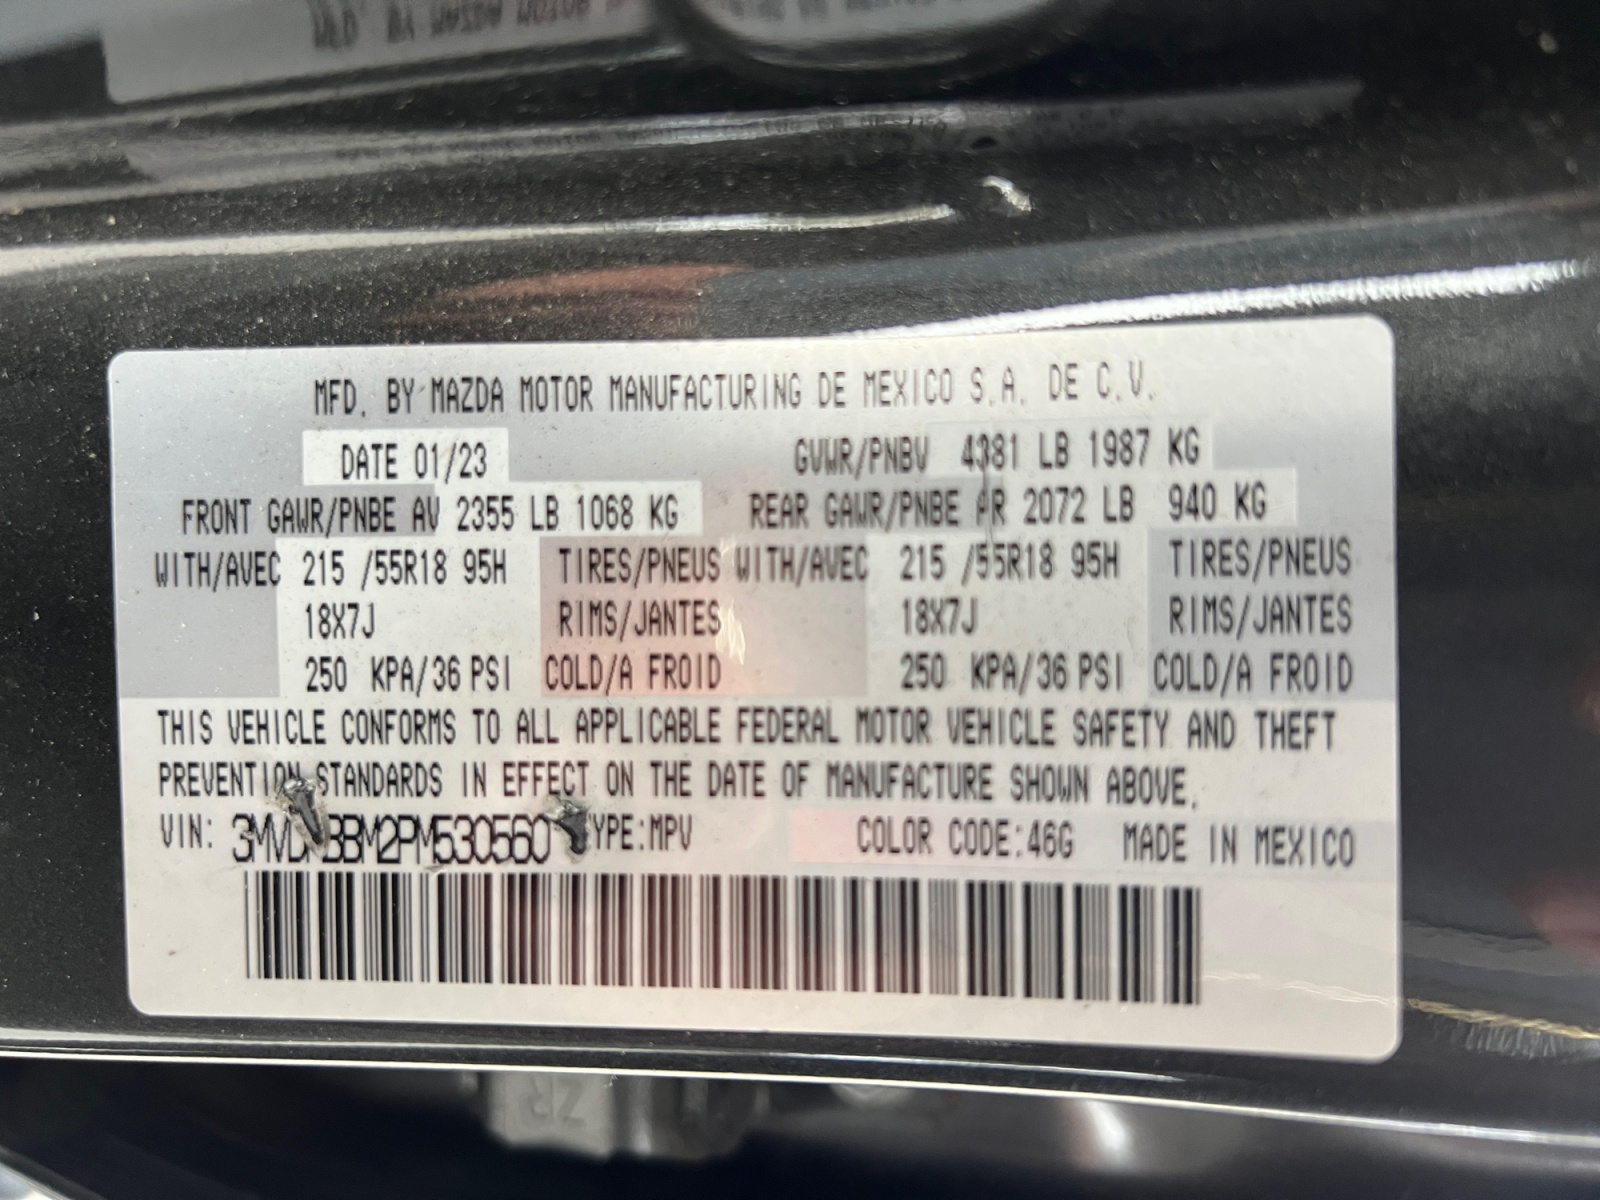 MFD. BY MAZDA MOTOR MANUFACTURING DE MEXICO S.A. DE C.V.
DATE 01/23 GVWR/PNBV 4381 LB 1987 KG
FRONT GAWR/PNBE AV 2355 LB 1068 KG REAR GAWR/PNBE AR 2072 LB 940 KG
WITH/AVEC 215 /55R18 95H TIRES/PNEUS WITH/AVEC 215 /55R18 95H TIRES/PNEUS
18X7J RIMS/JANTES 18X7J RIMS/JANTES
250 KPA/36 PSI COLD/A FROID 250 KPA/36 PSI COLD/A FROID
THIS VEHICLE CONFORMS TO ALL APPLICABLE FEDERAL MOTOR VEHICLE SAFETY AND THEFT
PREVENTION STANDARDS IN EFFECT ON THE DATE OF MANUFACTURE SHOWN ABOVE.
VIN: TYPE:MPV COLOR CODE:46G MADE IN MEXICO